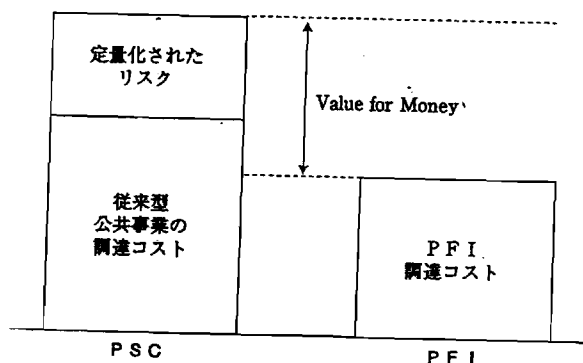 定量化された
リスク
Value for Money
従来型
公共事業の
調達コスト
ＰＦＩ
調達コスト
ＰＳＣ
ＰＦＩ